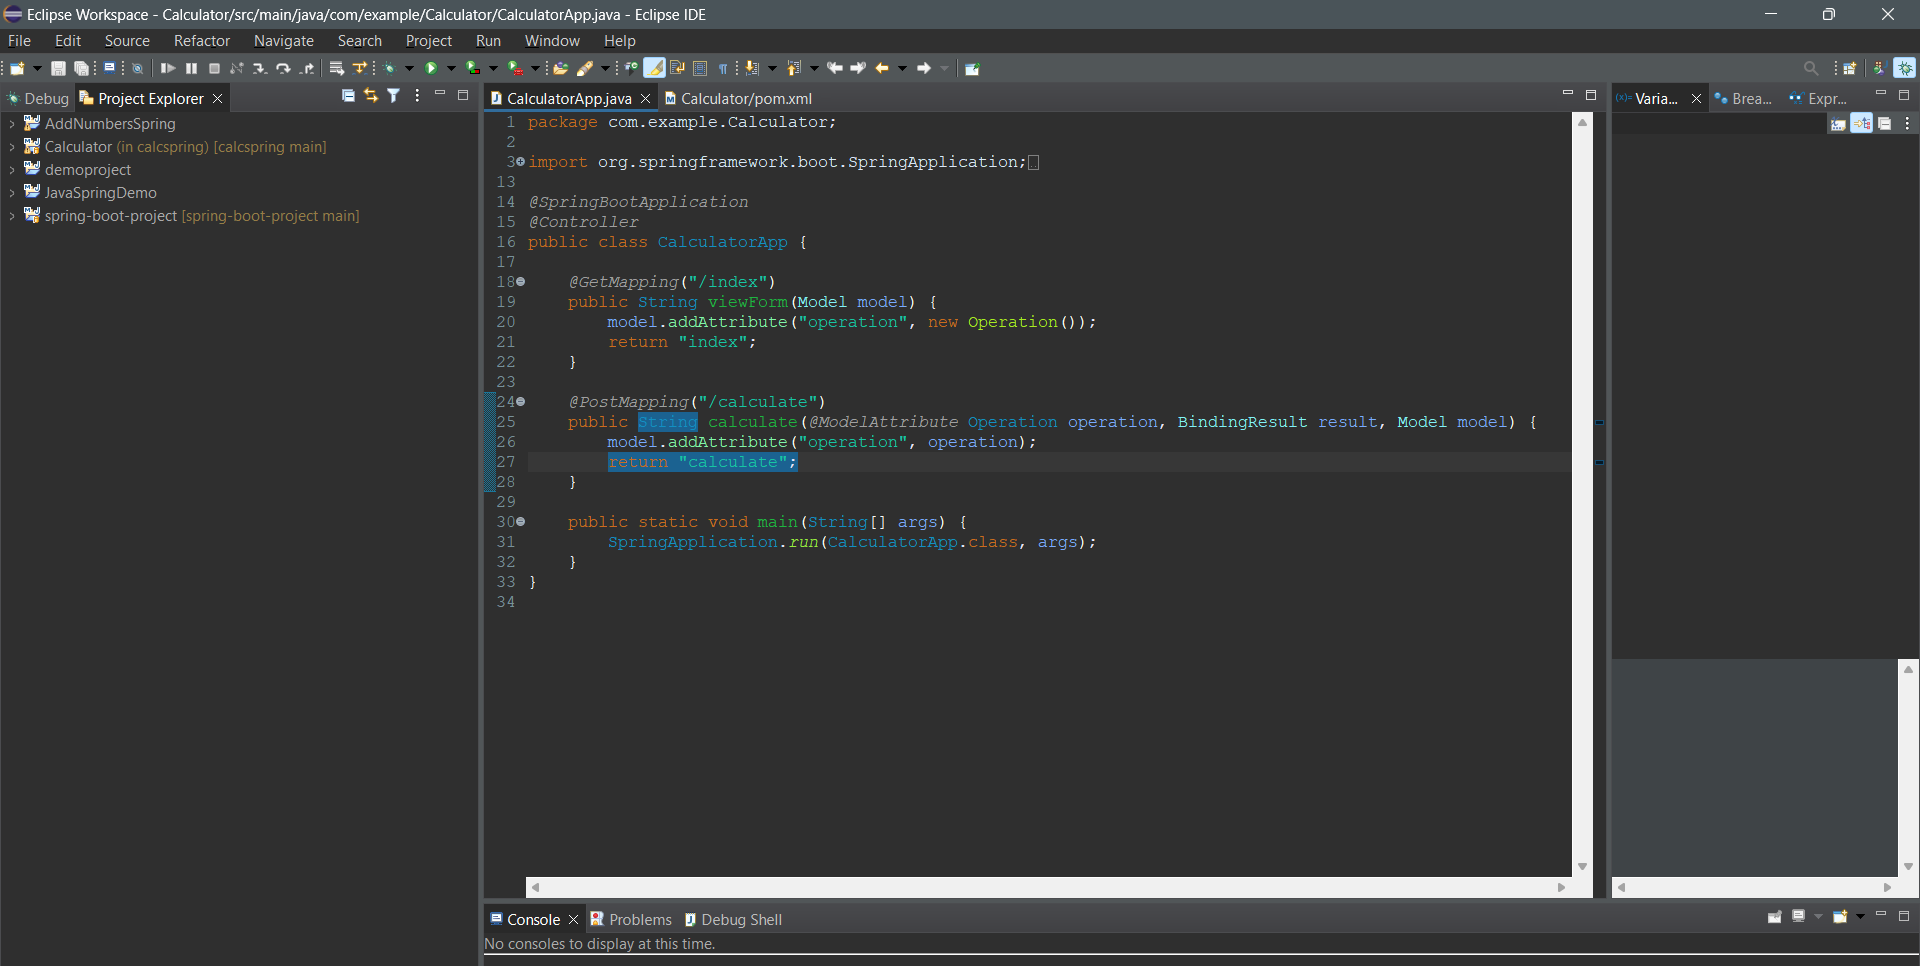 Eclipse Workspace - Calculator/src/main/java/com/example/Calculator/CalculatorApp.java - Eclipse IDE
File Edit Source Refactor Navigate Search Project Run Window Help
Debug Project Explorer
AddNumbersSpring
Calculator (in calcspring) [calcspring main]
demoproject
JavaSpringDemo
spring-boot-project [spring-boot-project main]
CalculatorApp.java Calculator/pom.xml
1 package com.example.Calculator;
2
3 import org.springframework.boot.SpringApplication;
13
14 @SpringBootApplication
15 @Controller
16 public class CalculatorApp {
17
18 @GetMapping("/index")
19 public String viewForm(Model model) {
20 model.addAttribute("operation", new Operation());
21 return "index";
22 }
23
24 @PostMapping("/calculate")
25 public String calculate(@ModelAttribute Operation operation, BindingResult result, Model model) {
26 model.addAttribute("operation", operation);
27 return "calculate";
28 }
29
30 public static void main(String[] args) {
31 SpringApplication.run(CalculatorApp.class, args);
32 }
33 }
34
(x)= Varia... Brea... Expr...
Console Problems Debug Shell
No consoles to display at this time.